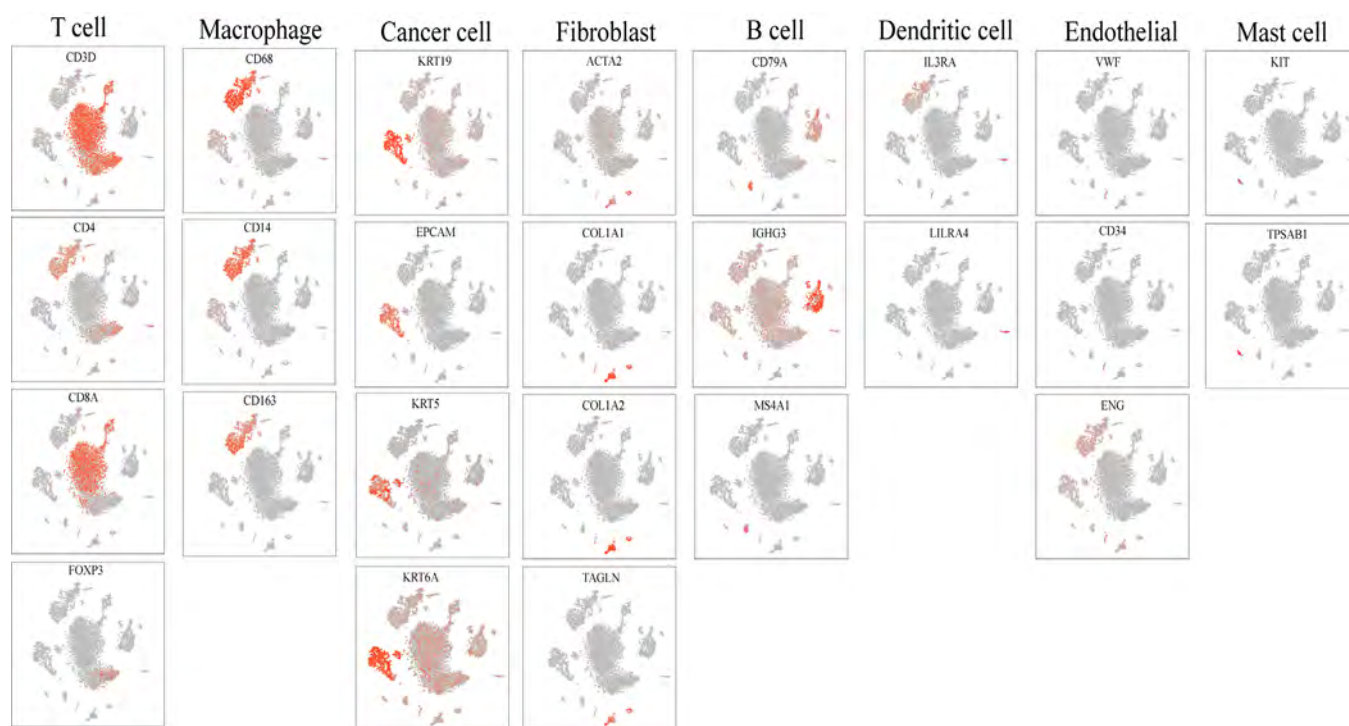 T cell Macrophage Cancer cell Fibroblast B cell Dendritic cell Endothelial Mast cell
CD3D CD68 KRT19 ACTA2 CD79A IL3RA VWF KIT
CD4 CD14 EPCAM COL1A1 IGHG3 LILRA4 CD34 TPSAB1
CD8A CD163 KRT5 COL1A2 MS4A1 ENG
FOXP3 KRT6A TAGLN